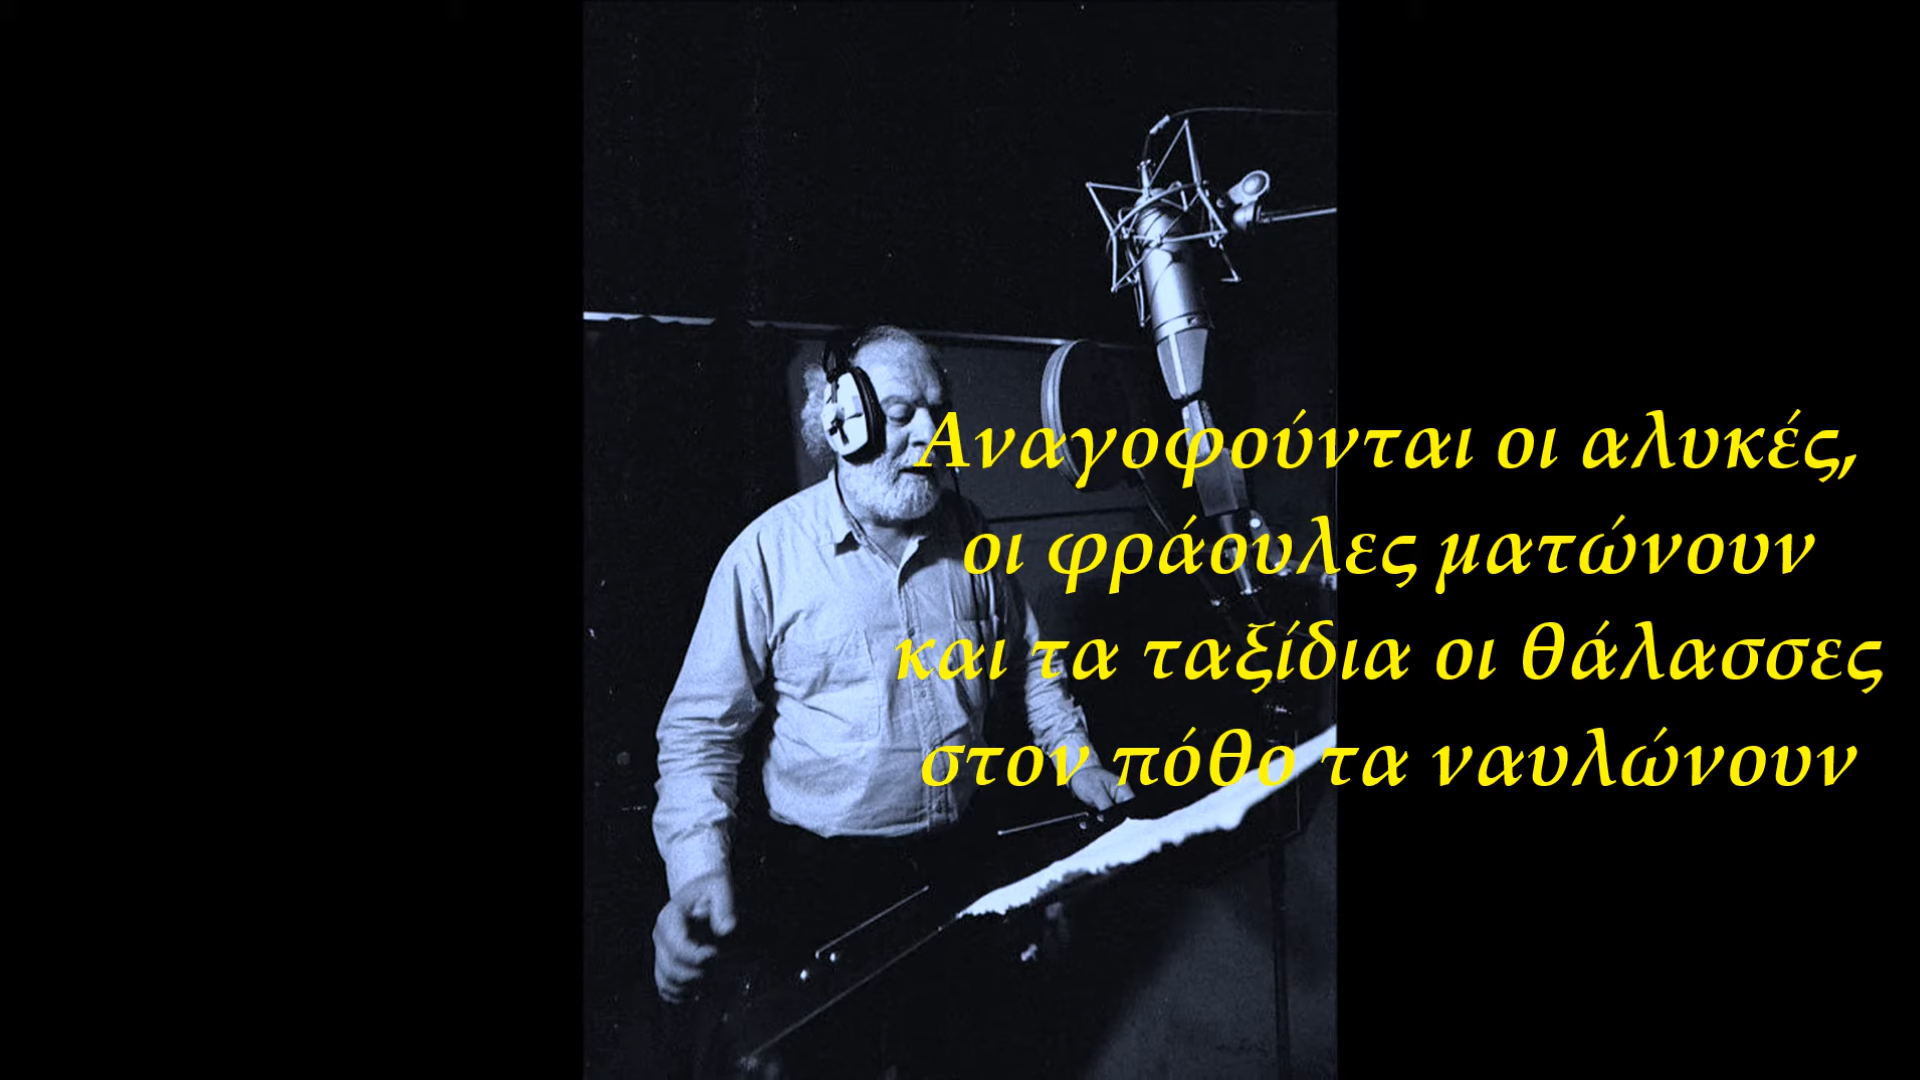 Αναγοφούνται οι αλυκές,
οι φράουλες ματώνουν
και τα ταξίδια οι θάλασσες
στον πόθο τα ναυλώνουν